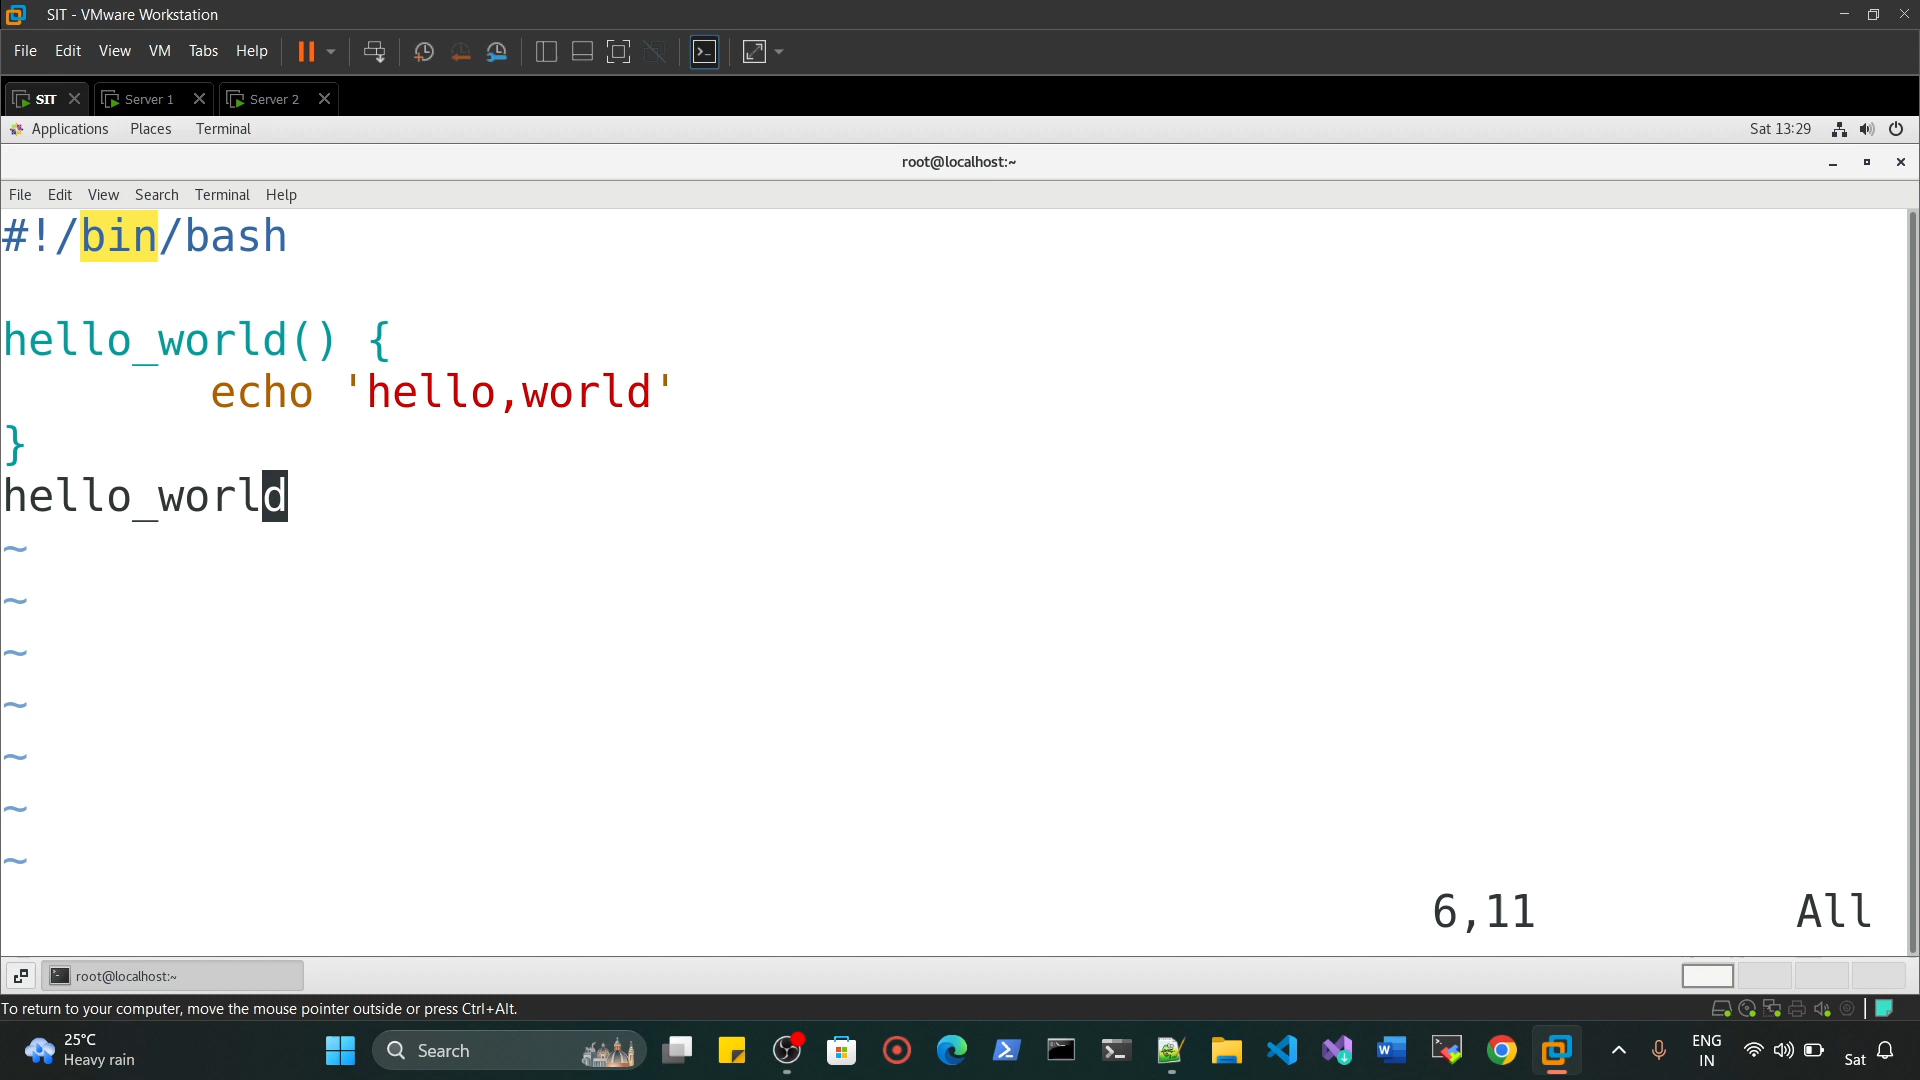 SIT - VMware Workstation
File Edit View VM Tabs Help
SIT Server 1 Server 2
Applications Places Terminal Sat 13:29
root@localhost:~
File Edit View Search Terminal Help
#!/bin/bash
hello_world() {
echo 'hello,world'
}
hello_world
~
~
~
~
~
~
~
6,11 All
root@localhost:~
To return to your computer, move the mouse pointer outside or press Ctrl+Alt.
25°C
Heavy rain
Search
ENG
IN
Sat